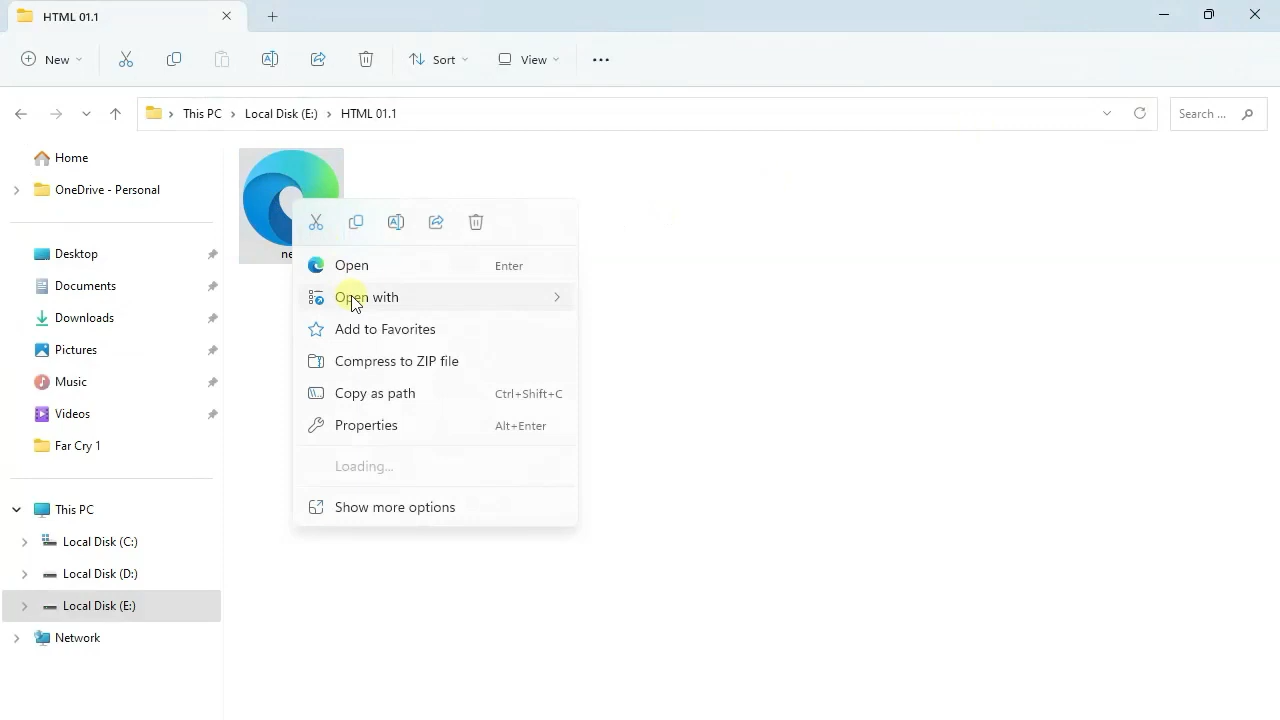 HTML 01.1
New
Sort
View
This PC
Local Disk (E:)
HTML 01.1
Search ...
Home
OneDrive - Personal
Desktop
Documents
Downloads
Pictures
Music
Videos
Far Cry 1
This PC
Local Disk (C:)
Local Disk (D:)
Local Disk (E:)
Network
Open Enter
Open with
Add to Favorites
Compress to ZIP file
Copy as path Ctrl+Shift+C
Properties Alt+Enter
Loading...
Show more options